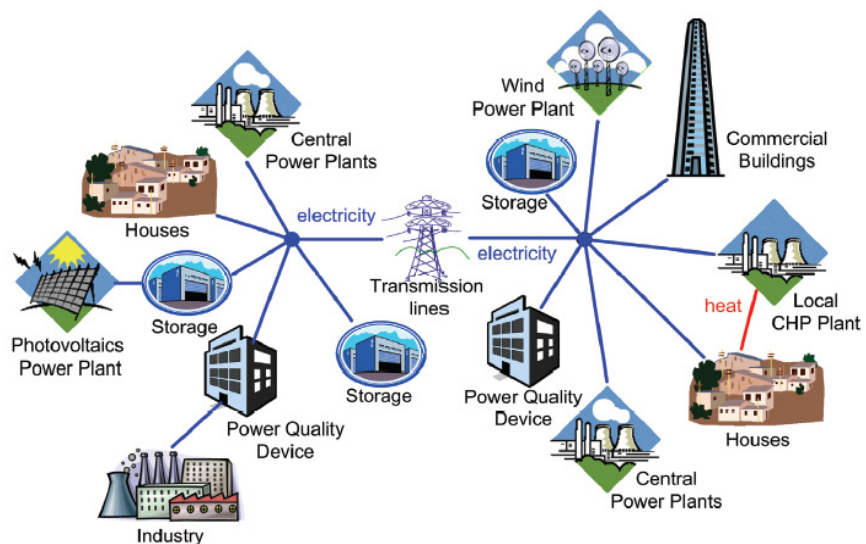 Central
Power Plants
Houses
Photovoltaics
Power Plant
Storage
Power Quality
Device
Industry
Storage
electricity
Transmission
lines
electricity
Wind
Power Plant
Storage
Commercial
Buildings
Local
CHP Plant
heat
Houses
Power Quality
Device
Central
Power Plants